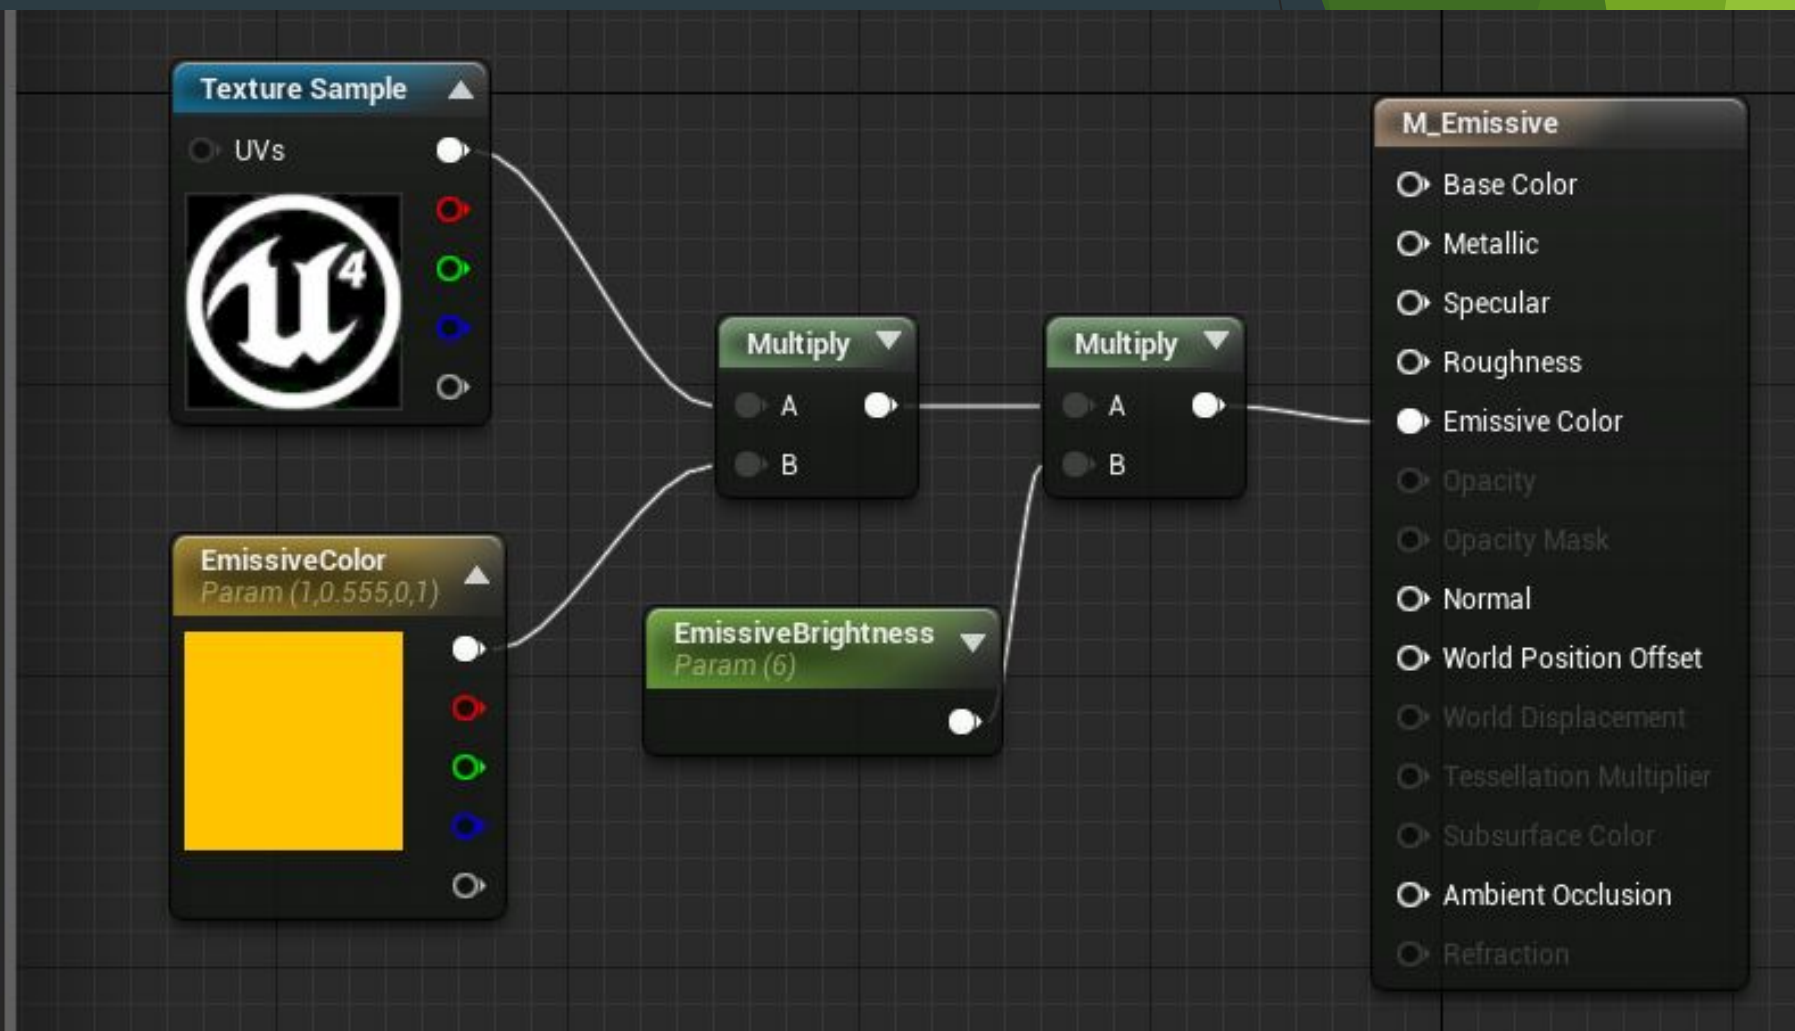 Texture Sample
UVs
4
EmissiveColor
Param (1,0.555,0,1)
Multiply
A
B
EmissiveBrightness
Param (6)
Multiply
A
B
M_Emissive
Base Color
Metallic
Specular
Roughness
Emissive Color
Opacity
Opacity Mask
Normal
World Position Offset
World Displacement
Tessellation Multiplier
Subsurface Color
Ambient Occlusion
Refraction